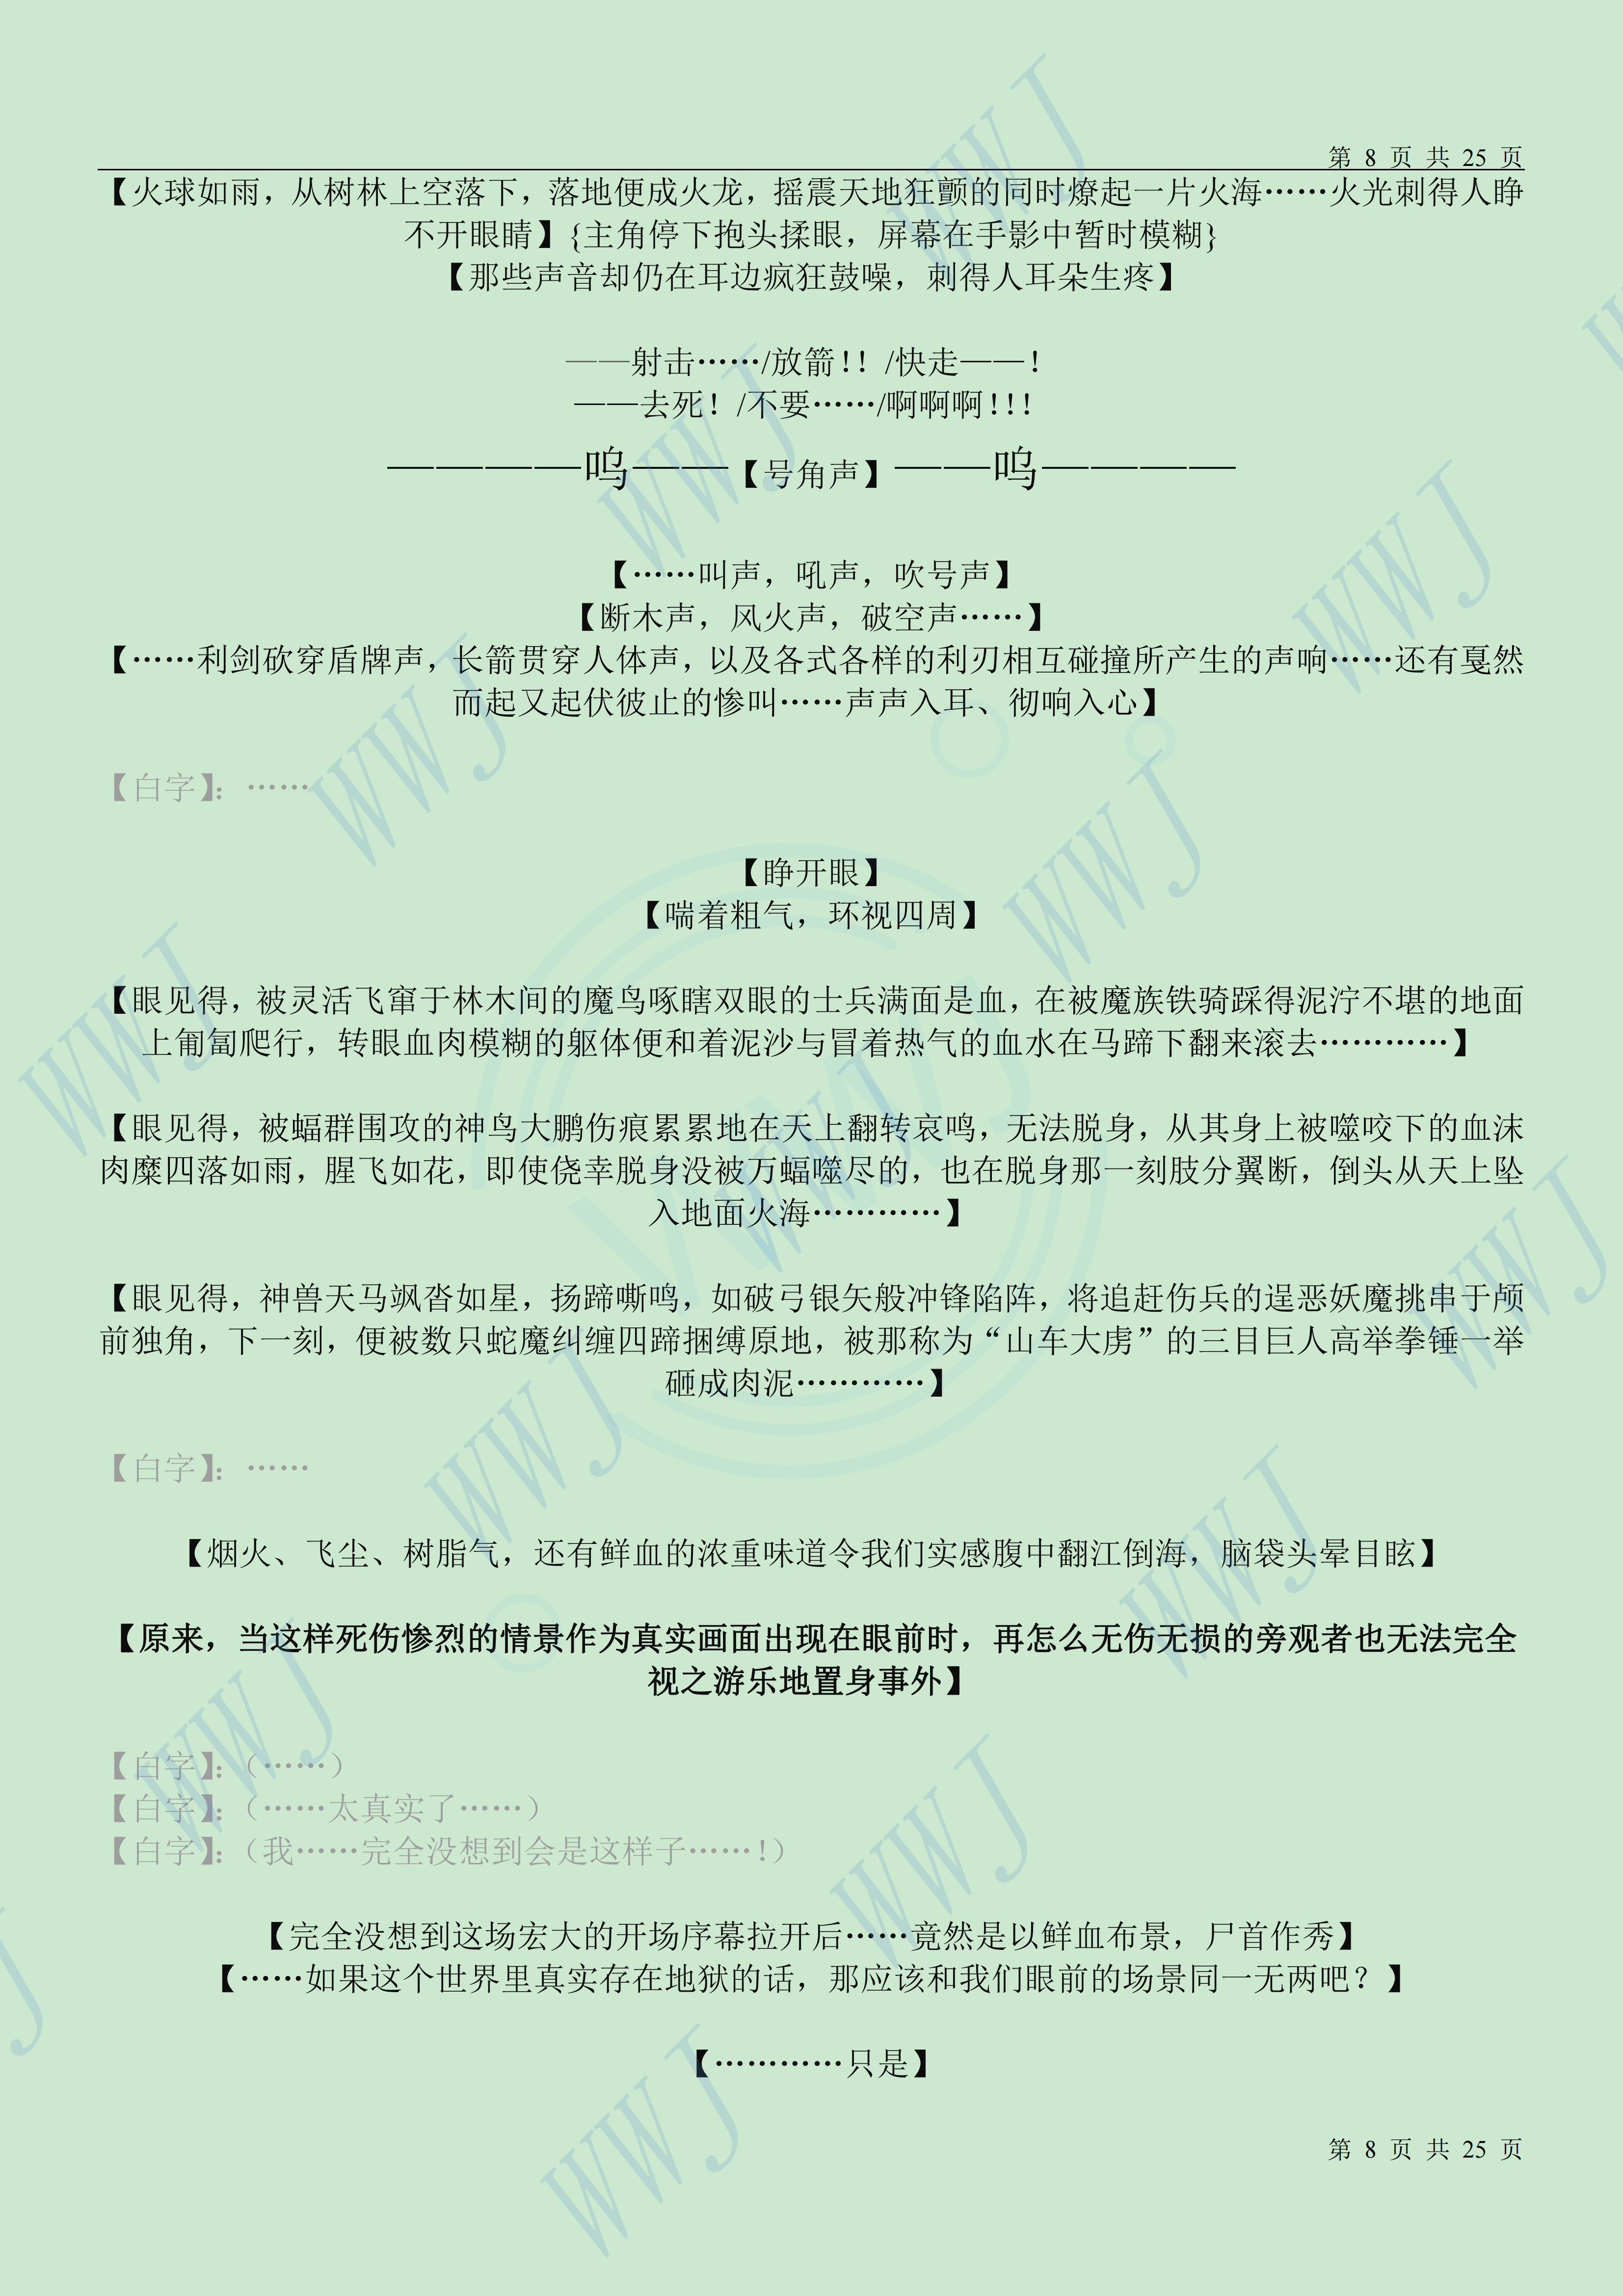 第 8 页 共 25 页
【火球如雨，从树林上空落下，落地便成火龙，摇震天地狂颤的同时燎起一片火海……火光刺得人睁
不开眼睛】{主角停下抱头揉眼，屏幕在手影中暂时模糊}
【那些声音却仍在耳边疯狂鼓噪，刺得人耳朵生疼】
——射击……/放箭！！/快走——！
——去死！/不要……/啊啊啊！！！
————呜——【号角声】——呜————
【……叫声，吼声，吹号声】
【断木声，风火声，破空声……】
【……利剑砍穿盾牌声，长箭贯穿人体声，以及各式各样的利刃相互碰撞所产生的声响……还有戛然
而起又起伏彼止的惨叫……声声入耳、彻响入心】
【白字】：……
【睁开眼】
【喘着粗气，环视四周】
【眼见得，被灵活飞窜于林木间的魔鸟啄瞎双眼的士兵满面是血，在被魔族铁骑踩得泥泞不堪的地面
上匍匐爬行，转眼血肉模糊的躯体便和着泥沙与冒着热气的血水在马蹄下翻来滚去…………】
【眼见得，被蝠群围攻的神鸟大鹏伤痕累累地在天上翻转哀鸣，无法脱身，从其身上被噬咬下的血沫
肉糜四落如雨，腥飞如花，即使侥幸脱身没被万蝠噬尽的，也在脱身那一刻肢分翼断，倒头从天上坠
入地面火海…………】
【眼见得，神兽天马飒沓如星，扬蹄嘶鸣，如破弓银矢般冲锋陷阵，将追赶伤兵的逞恶妖魔挑串于颅
前独角，下一刻，便被数只蛇魔纠缠四蹄捆缚原地，被那称为“山车大虏”的三目巨人高举拳锤一举
砸成肉泥…………】
【白字】：……
【烟火、飞尘、树脂气，还有鲜血的浓重味道令我们实感腹中翻江倒海，脑袋头晕目眩】
【原来，当这样死伤惨烈的情景作为真实画面出现在眼前时，再怎么无伤无损的旁观者也无法完全
视之游乐地置身事外】
【白字】：（……）
【白字】：（……太真实了……）
【白字】：（我……完全没想到会是这样子……！）
【完全没想到这场宏大的开场序幕拉开后……竟然是以鲜血布景，尸首作秀】
【……如果这个世界里真实存在地狱的话，那应该和我们眼前的场景同一无两吧？】
【…………只是】
第 8 页 共 25 页